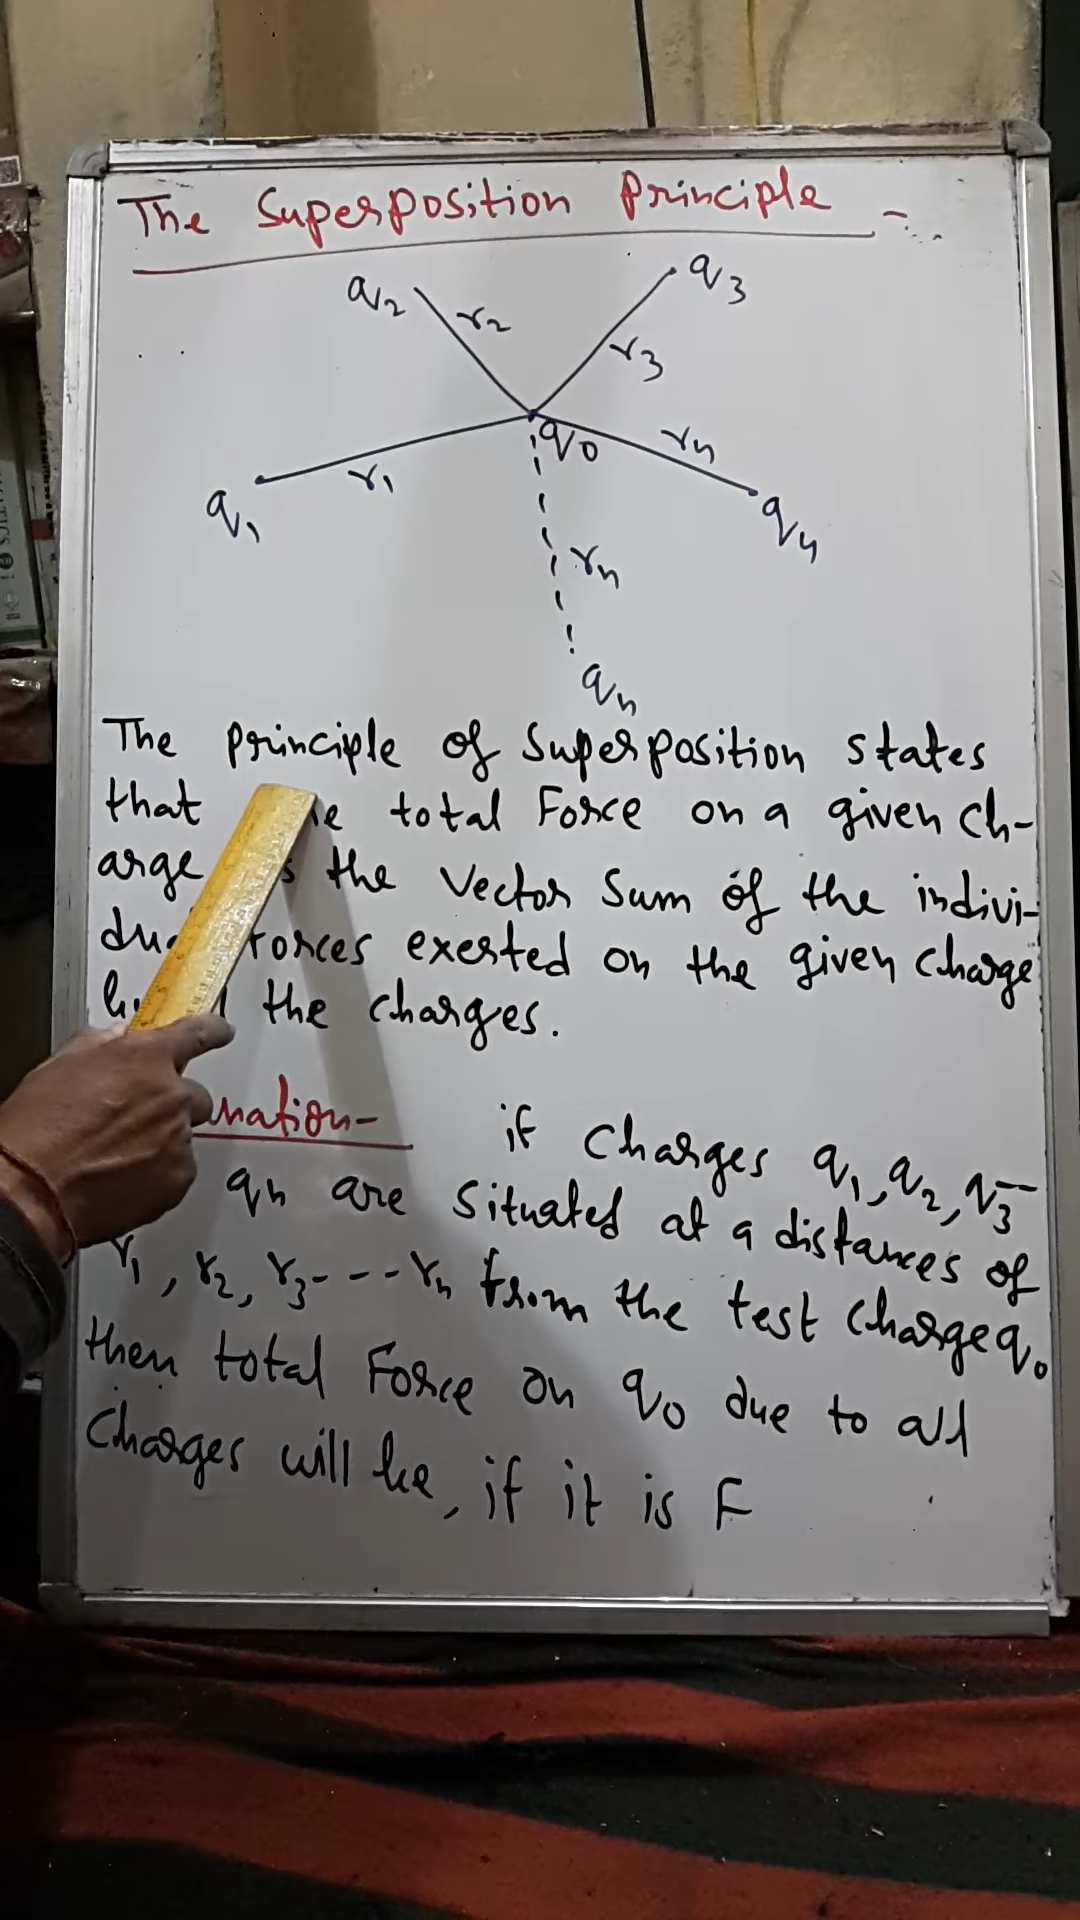 The Superposition Principle -
q2
r2
q3
r3
q0
rn
r1
q1
q4
rn
qn
The principle of Superposition states
that total Force on a given ch-
arge the Vector Sum of the indivi-
forces exerted on the given charge
the charges.
if charges q1, q2, q3-
qn are situated at a distances of
r1, r2, r3----rn from the test charge q0
then total Force on q0 due to all
charges will be, if it is F